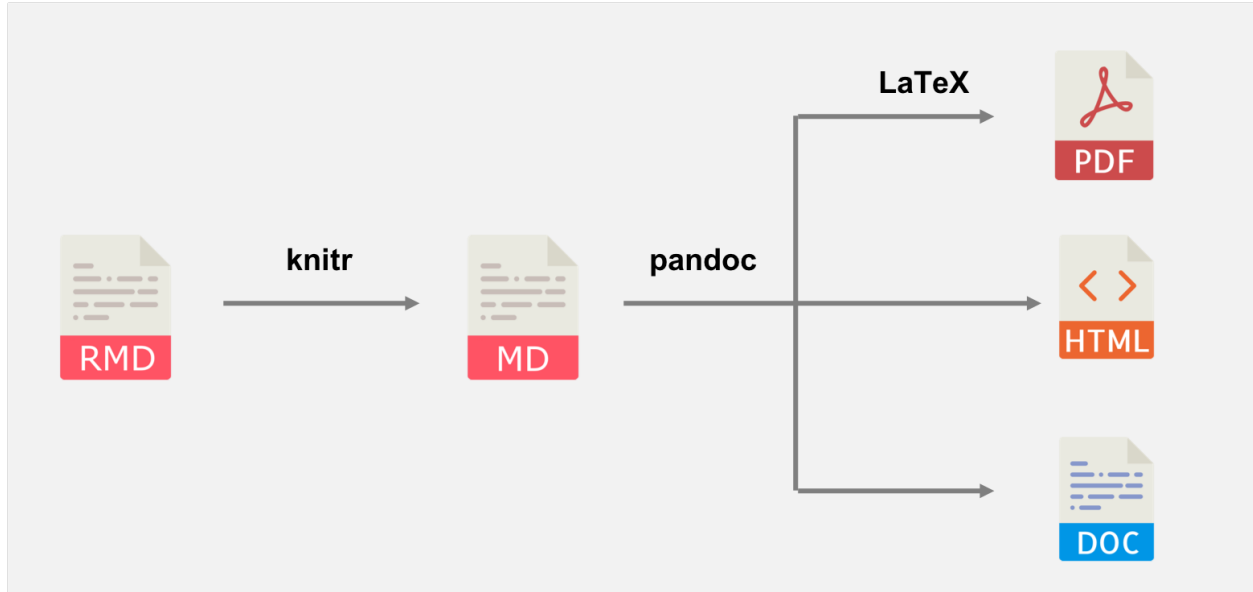 LaTeX
PDF
knitr
pandoc
RMD
MD
HTML
DOC